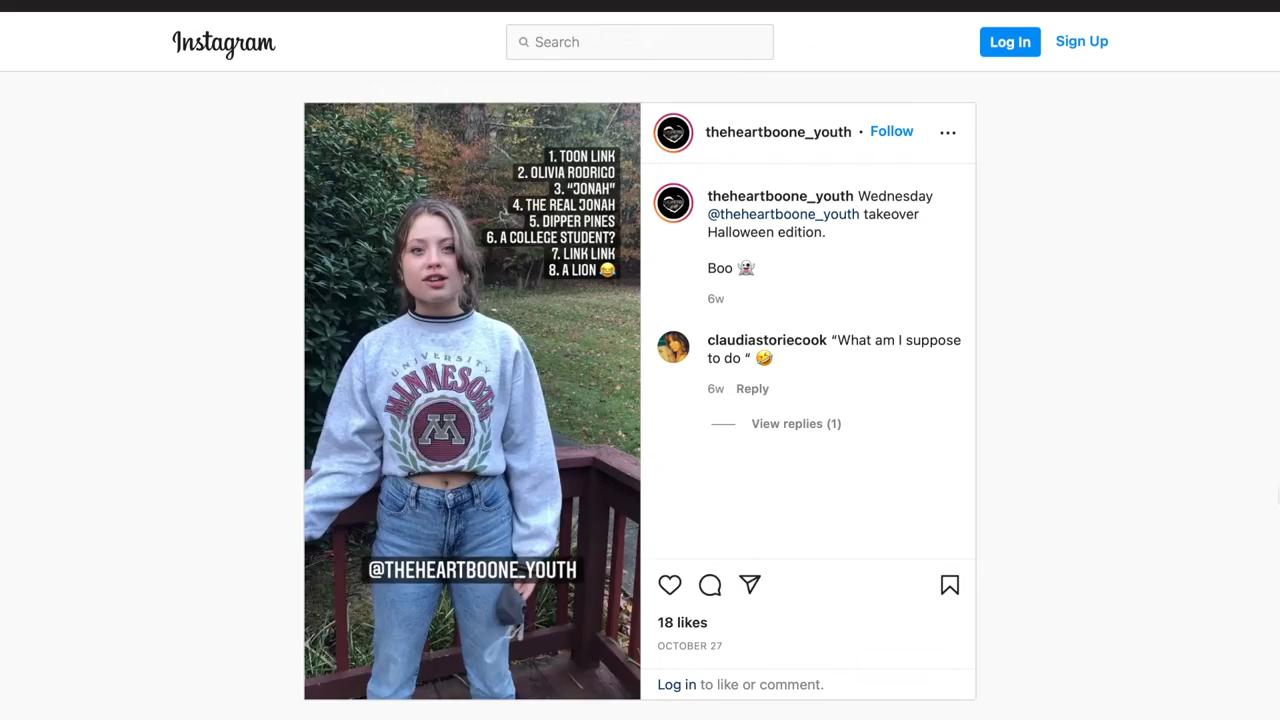 Instagram
Search
Log In
Sign Up
1. TOON LINK
2. OLIVIA RODRIGO
3. “JONAH”
4. THE REAL JONAH
5. DIPPER PINES
6. A COLLEGE STUDENT?
7. LINK LINK
8. A LION 😂
UNIVERSITY
MINNESOTA
M
@THEHEARTBOONE_YOUTH
theheartboone_youth • Follow
theheartboone_youth Wednesday
@theheartboone_youth takeover
Halloween edition.
Boo 👻
6w
claudiastoriecook “What am I suppose
to do “ 🤣
6w Reply
View replies (1)
18 likes
OCTOBER 27
Log in to like or comment.